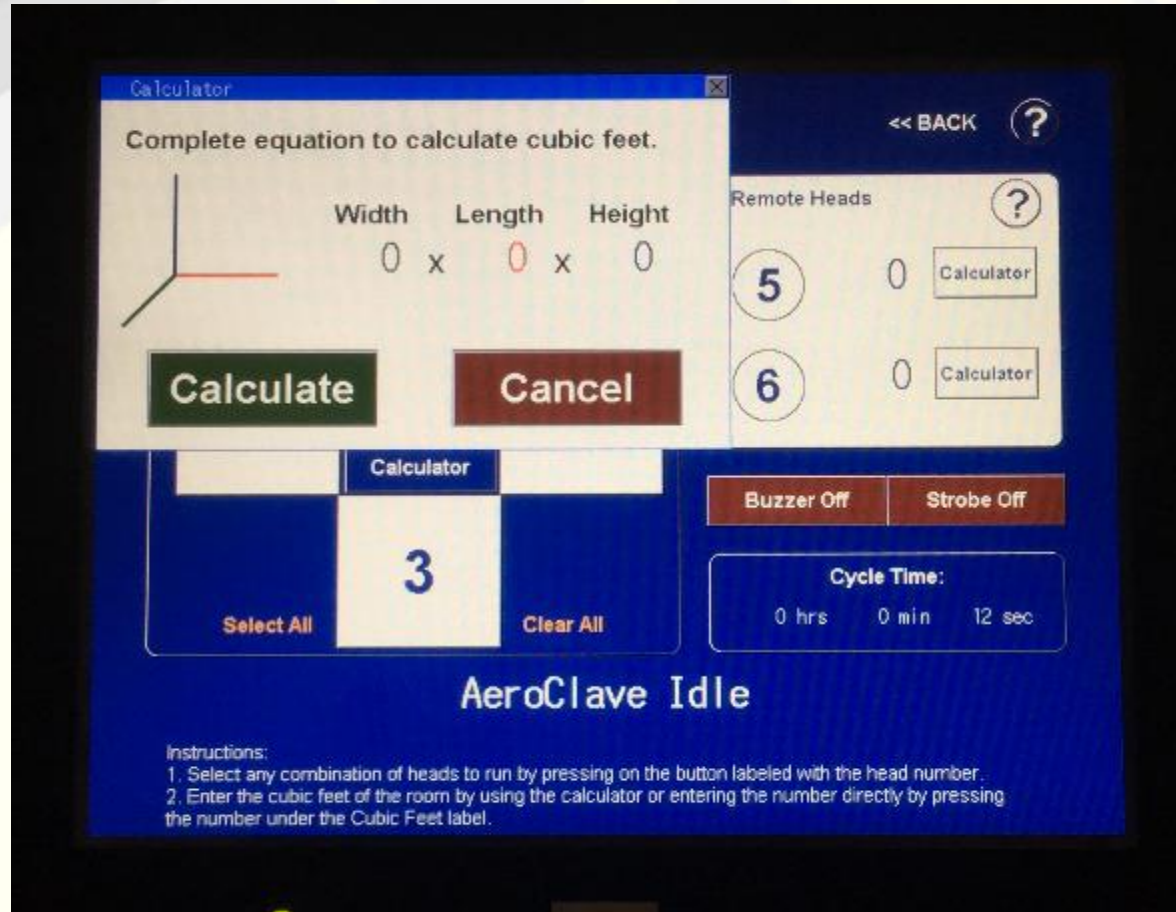 Calculator
<< BACK ?
Complete equation to calculate cubic feet.
Width Length Height
0 x 0 x 0
Calculate Cancel
Remote Heads ?
5 0 Calculator
6 0 Calculator
Calculator
3
Select All Clear All
Buzzer Off Strobe Off
Cycle Time:
0 hrs 0 min 12 sec
AeroClave Idle
Instructions:
1. Select any combination of heads to run by pressing on the button labeled with the head number.
2. Enter the cubic feet of the room by using the calculator or entering the number directly by pressing
the number under the Cubic Feet label.